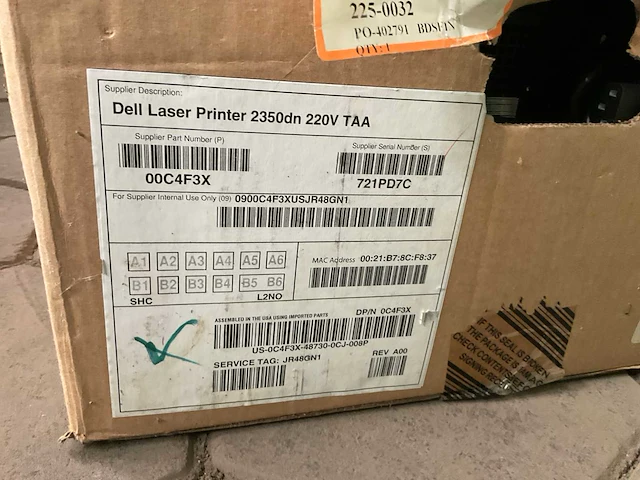 225-0032
PO-402791 BDSI-IN
QTY: 1
Supplier Description:
Dell Laser Printer 2350dn 220V TAA
Supplier Part Number (P)
00C4F3X
Supplier Serial Number (S)
721PD7C
For Supplier Internal Use Only (09) 0900C4F3XUSJR48GN1
A1 A2 A3 A4 A5 A6
B1 B2 B3 B4 B5 B6
SHC
L2NO
MAC Address 00:21:B7:8C:F8:37
ASSEMBLED IN THE USA USING IMPORTED PARTS
DP/N 0C4F3X
US-0C4F3X-48730-0CJ-008P
SERVICE TAG: JR48GN1
REV A00
IF THIS SEAL IS BROKEN
THE PACKAGE IS
CHECK CONTENTS
SIGNING